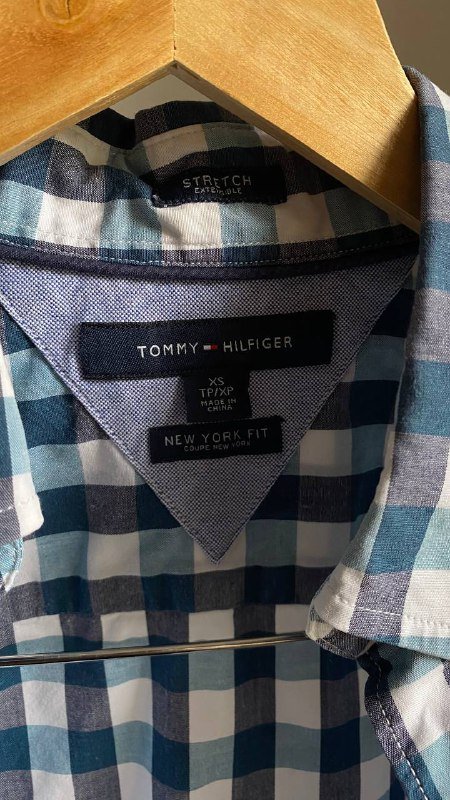 STRETCH
EXTENSIBLE
TOMMY HILFIGER
XS
TP/XP
MADE IN
CHINA
NEW YORK FIT
COUPE NEW YORK